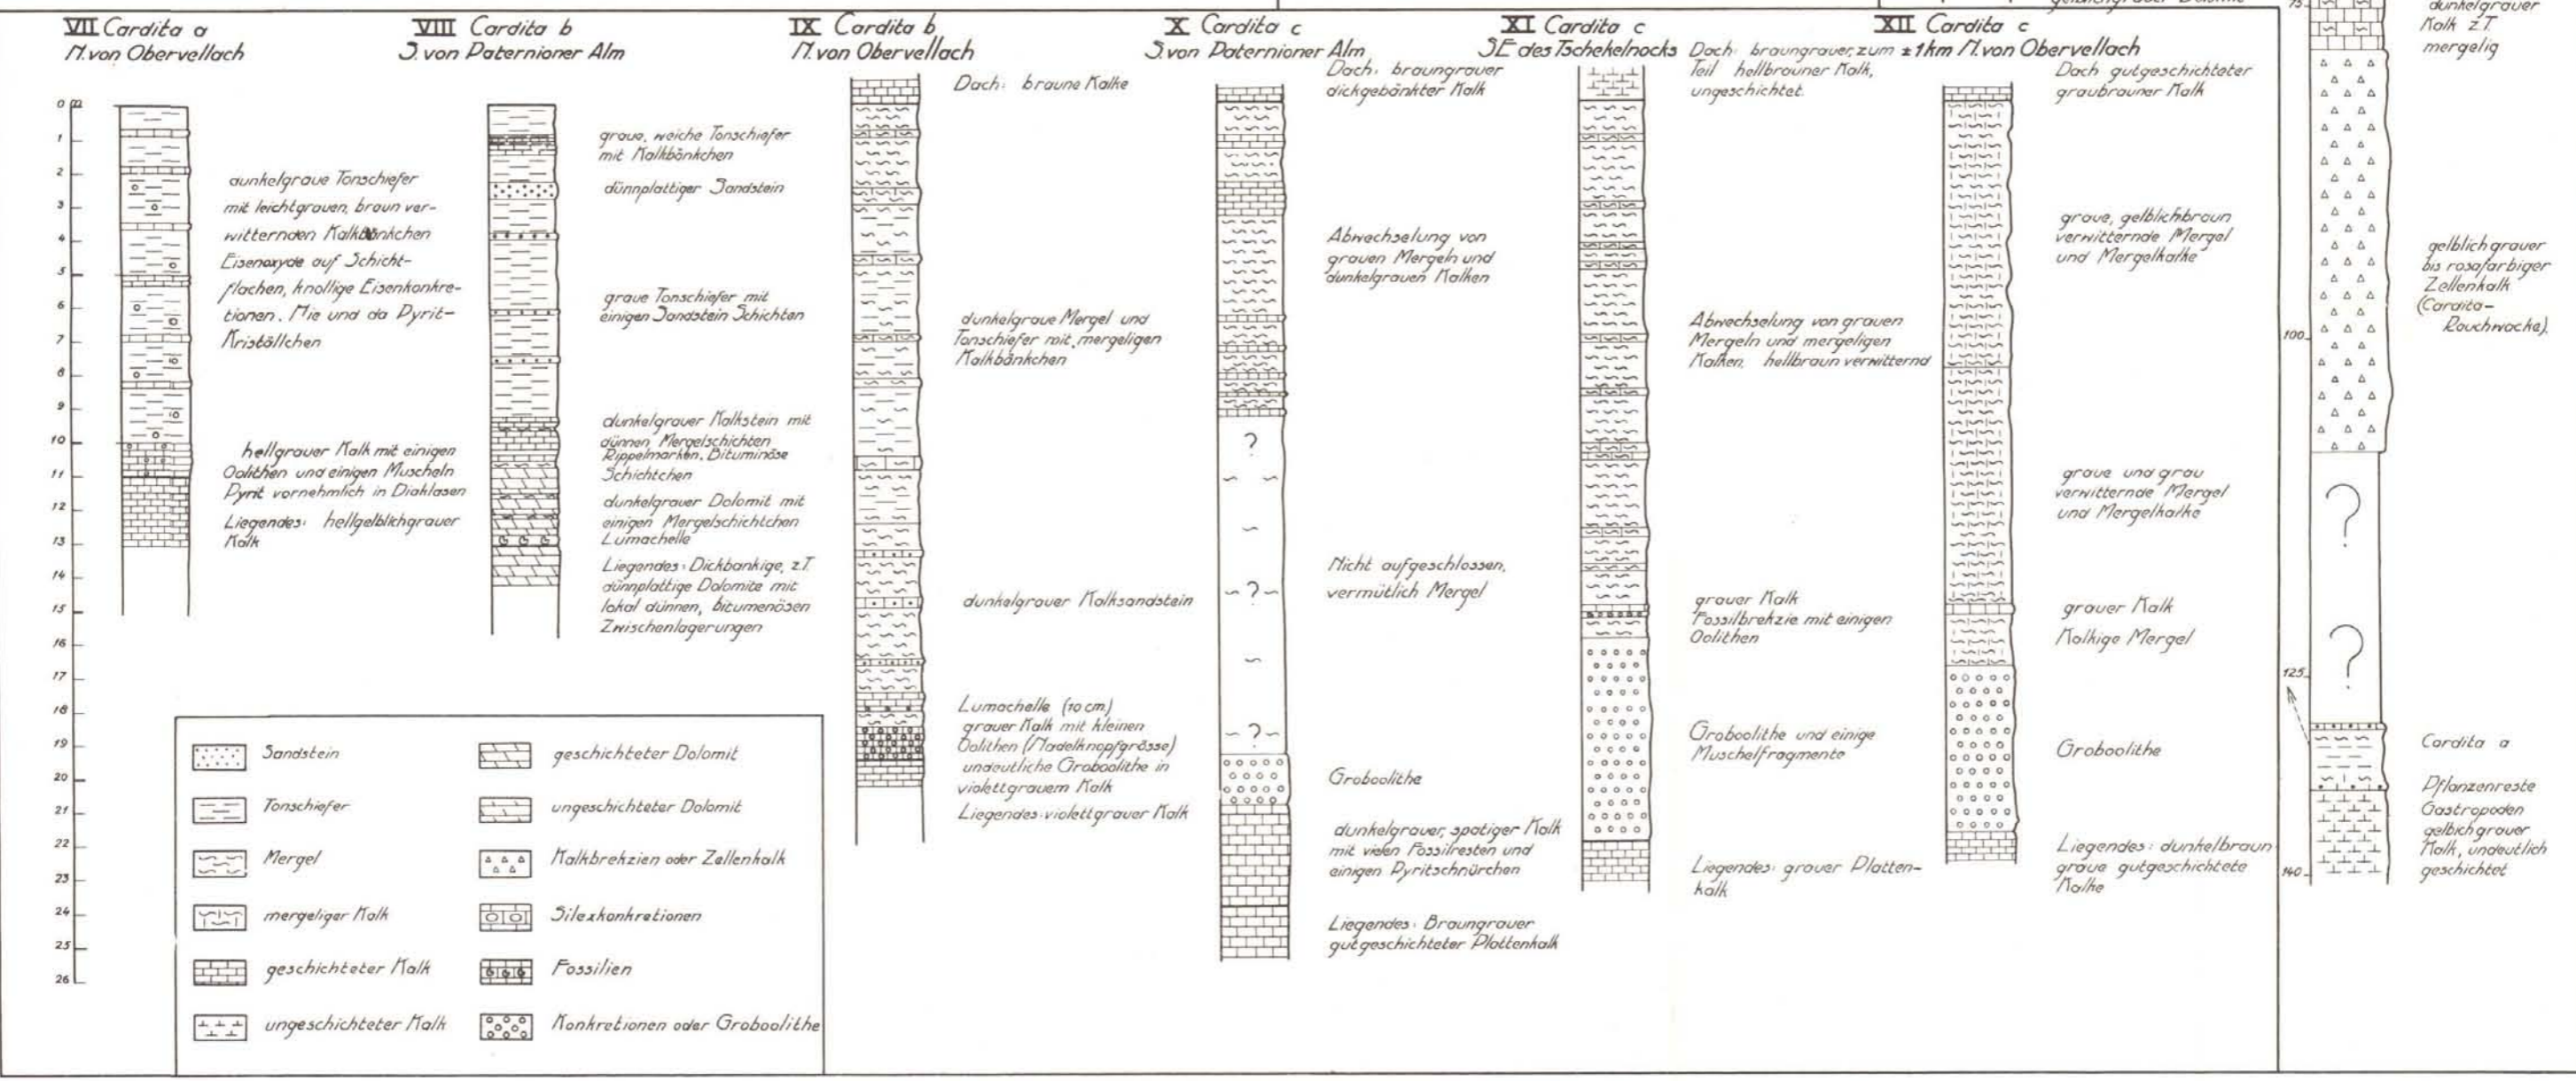 VII Cardita a
N. von Obervellach
0 m
1
2
3
4
5
6
7
8
9
10
11
12
13
14
15
16
17
18
19
20
21
22
23
24
25
26
dunkelgraue Tonschiefer
mit leichtgrauen, braun ver-
witternden Kalkbänkchen
Eisenoxyde auf Schicht-
flachen, knollige Eisenkonkre-
tionen. Hie und da Pyrit-
Kriställchen
hellgrauer Kalk mit einigen
Oolithen und einigen Muscheln
Pyrit vornehmlich in Diaklasen
Liegendes: hellgelblichgrauer
Kalk
VIII Cardita b
S. von Paternioner Alm
graue, weiche Tonschiefer
mit Kalkbänkchen
dünnplattiger Sandstein
graue Tonschiefer mit
einigen Sandstein Schichten
dunkelgrauer Kalkstein mit
dünnen Mergelschichten
Rippelmarken. Bituminöse
Schichtchen
dunkelgrauer Dolomit mit
einigen Mergelschichtchen
Lumachelle
Liegendes: Dickbankige, z.T.
dünnplattige Dolomite mit
lokal dünnen, bitumenösen
Zwischenlagerungen
IX Cardita b
N. von Obervellach
Dach: braune Kalke
dunkelgraue Mergel und
Tonschiefer mit mergeligen
Kalkbänkchen
dunkelgrauer Kalksandstein
Lumachelle (10 cm.)
grauer Kalk mit kleinen
Oolithen (Nadelknopfgrösse)
undeutliche Groboolithe in
violettgrauem Kalk
Liegendes: violettgrauer Kalk
X Cardita c
S. von Paternioner Alm
Dach: braungrauer
dickgebänkter Kalk
Abwechselung von
grauen Mergeln und
dunkelgrauen Kalken
?
?
?
Nicht aufgeschlossen,
vermütlich Mergel
Groboolithe
dunkelgrauer, spatiger Kalk
mit vielen Fossilresten und
einigen Pyritschnürchen
Liegendes: Braungrauer
gutgeschichteter Plattenkalk
XI Cardita c
SE des Tschekelnocks
Dach: braungrauer, zum
Teil hellbrauner Kalk,
ungeschichtet.
Abwechselung von grauen
Mergeln und mergeligen
Kalken, hellbraun verwitternd
grauer Kalk
Fossilbrekzie mit einigen
Oolithen
Groboolithe und einige
Muschelfragmente
Liegendes: grauer Platten-
kalk
XII Cardita c
± 1km N. von Obervellach
Dach gutgeschichteter
graubrauner Kalk
graue, gelblichbraun
verwitternde Mergel
und Mergelkalke
graue und grau
verwitternde Mergel
und Mergelkalke
grauer Kalk
Kalkige Mergel
Groboolithe
Liegendes: dunkelbraun
graue gutgeschichtete
Kalke
75
dunkelgrauer
Kalk z.T.
mergelig
gelblichgrauer
bis rosafarbiger
Zellenkalk
(Cardita-
Rauchwacke).
100
?
?
125
Cardita a
Pflanzenreste
Gastropoden
gelbichgrauer
Kalk, undeutlich
geschichtet
140
Sandstein
Tonschiefer
Mergel
mergeliger Kalk
geschichteter Kalk
ungeschichteter Kalk
geschichteter Dolomit
ungeschichteter Dolomit
Kalkbrekzien oder Zellenkalk
Silexkonkretionen
Fossilien
Konkretionen oder Groboolithe